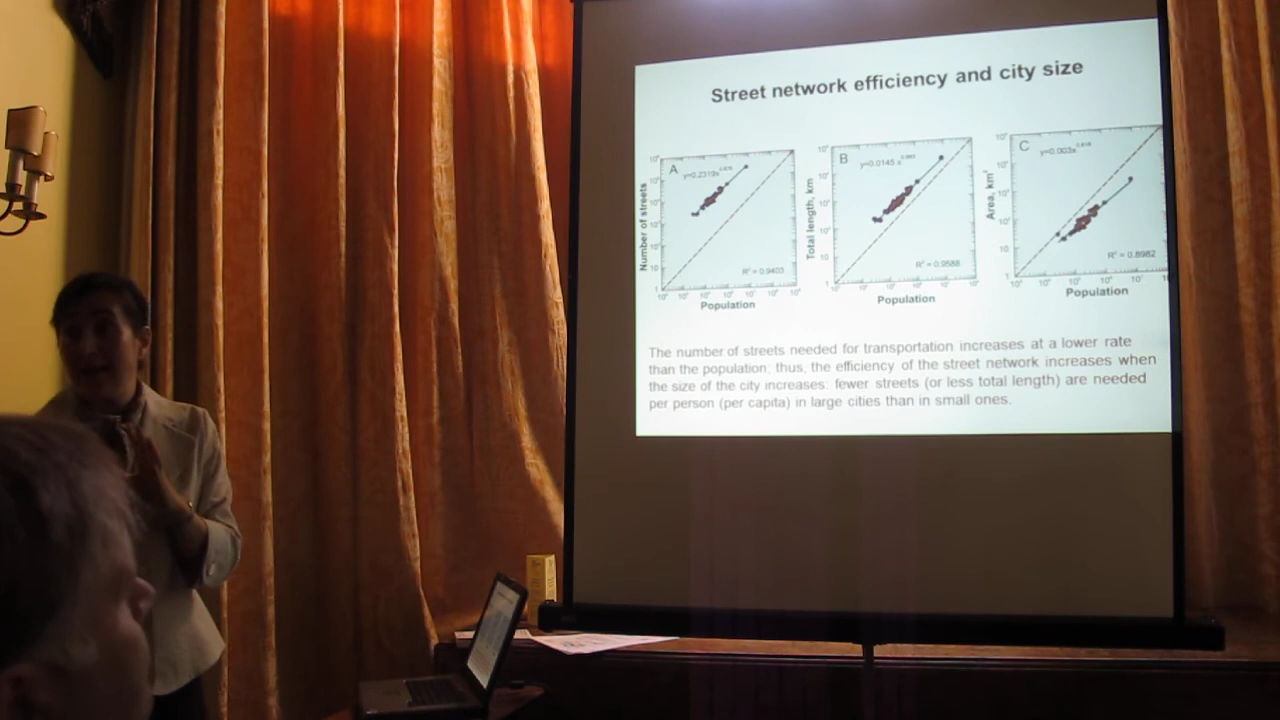 Street network efficiency and city size
A
B
C
Number of streets
Total length, km
Area, km²
R² = 0.9403
R² = 0.9588
R² = 0.8982
Population
Population
Population
The number of streets needed for transportation increases at a lower rate
than the population; thus, the efficiency of the street network increases when
the size of the city increases: fewer streets (or less total length) are needed
per person (per capita) in large cities than in small ones.